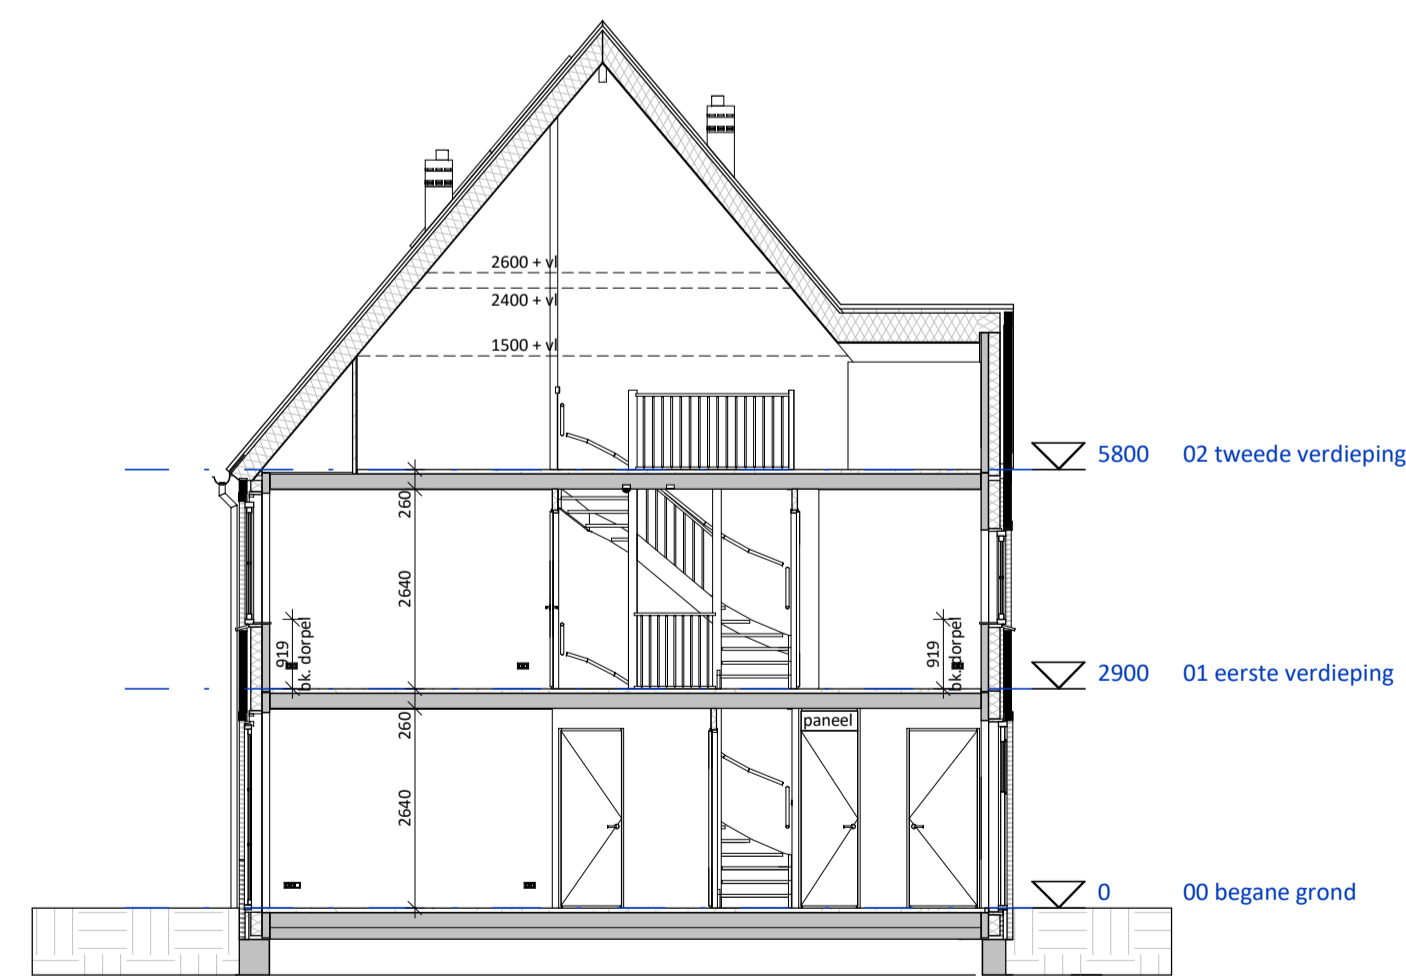 2600 + vl
2400 + vl
1500 + vl
5800 02 tweede verdieping
260
2640
919
bk. dorpel
919
bk. dorpel
2900 01 eerste verdieping
260
paneel
2640
0 00 begane grond